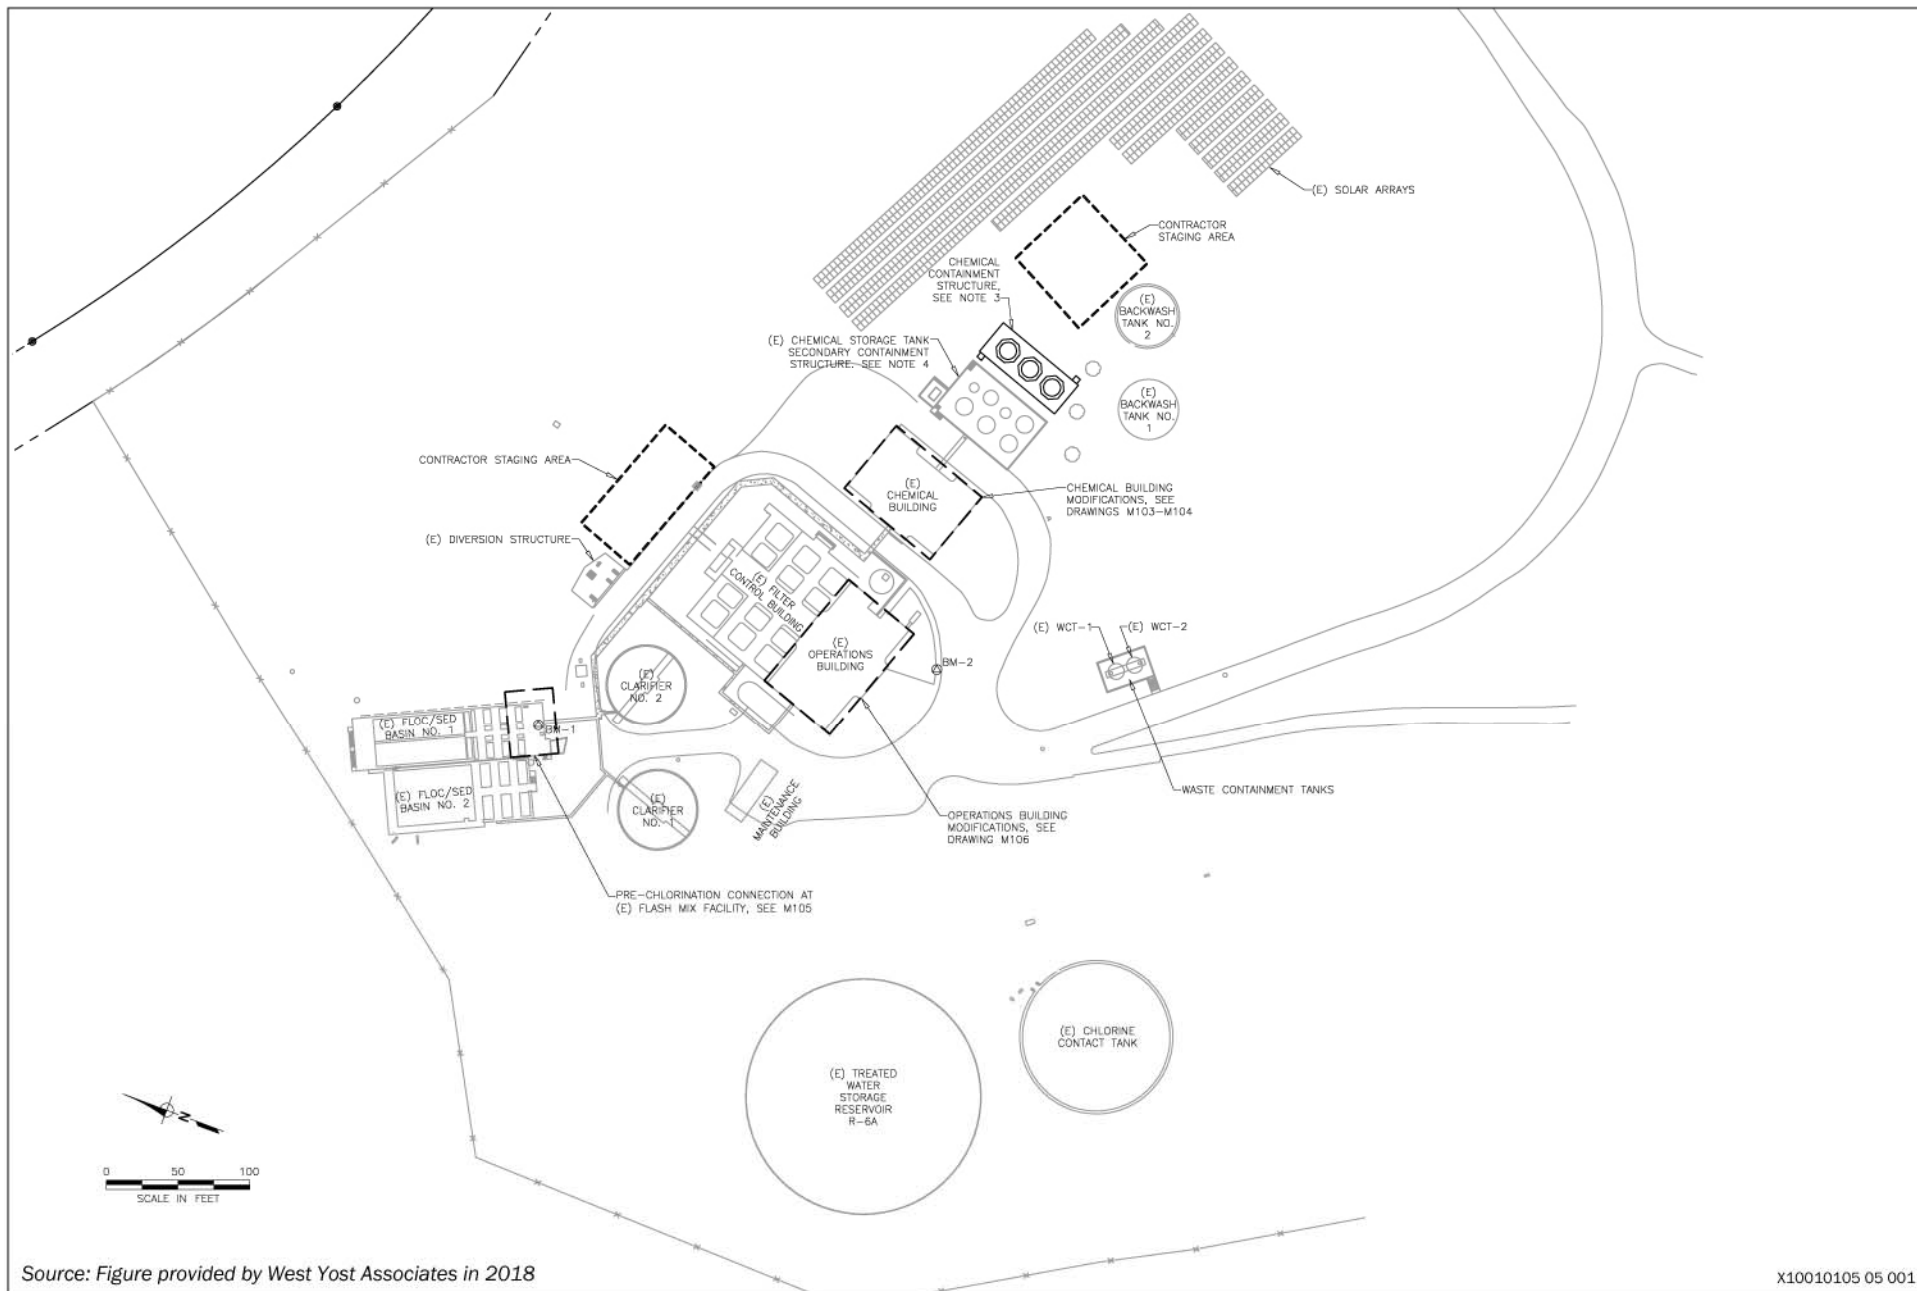 (E) SOLAR ARRAYS
CONTRACTOR
STAGING AREA
CHEMICAL
CONTAINMENT
STRUCTURE,
SEE NOTE 3
(E)
BACKWASH
TANK NO.
2
(E) CHEMICAL STORAGE TANK
SECONDARY CONTAINMENT
STRUCTURE. SEE NOTE 4
(E)
BACKWASH
TANK NO.
1
CONTRACTOR STAGING AREA
(E)
CHEMICAL
BUILDING
CHEMICAL BUILDING
MODIFICATIONS, SEE
DRAWINGS M103-M104
(E) DIVERSION STRUCTURE
(E) FILTER
CONTROL BUILDING
(E) WCT-1
(E) WCT-2
(E)
OPERATIONS
BUILDING
BM-2
(E)
CLARIFIER
NO. 2
(E) FLOC/SED
BASIN NO. 1
BM-1
(E) FLOC/SED
BASIN NO. 2
(E)
CLARIFIER
NO. 1
(E)
MAINTENANCE
BUILDING
WASTE CONTAINMENT TANKS
OPERATIONS BUILDING
MODIFICATIONS, SEE
DRAWING M106
PRE-CHLORINATION CONNECTION AT
(E) FLASH MIX FACILITY, SEE M105
(E) CHLORINE
CONTACT TANK
(E) TREATED
WATER
STORAGE
RESERVOIR
R-6A
N
0 50 100
SCALE IN FEET
Source: Figure provided by West Yost Associates in 2018
X10010105 05 001